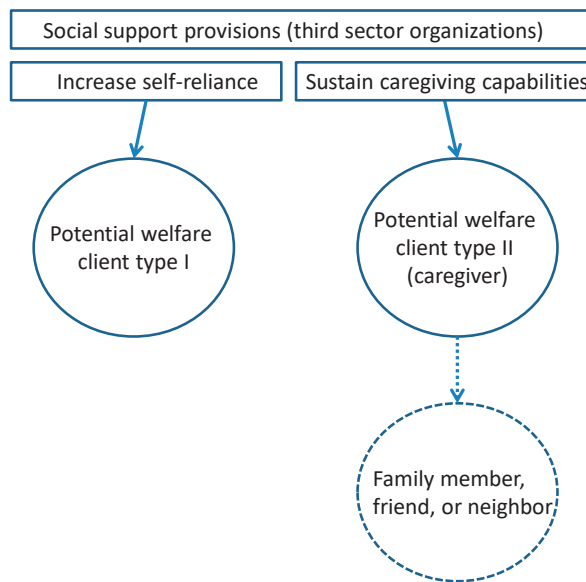 Social support provisions (third sector organizations)
Increase self-reliance
Sustain caregiving capabilities
Potential welfare
client type I
Potential welfare
client type II
(caregiver)
Family member,
friend, or neighbor